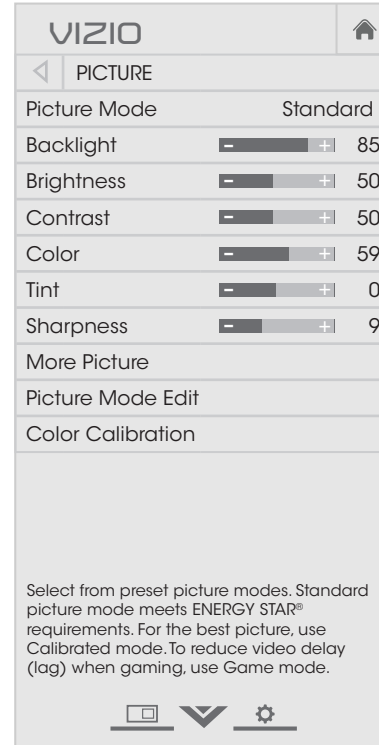 VIZIO
PICTURE
Picture Mode Standard
Backlight - + 85
Brightness - + 50
Contrast - + 50
Color - + 59
Tint - + 0
Sharpness - + 9
More Picture
Picture Mode Edit
Color Calibration
Select from preset picture modes. Standard
picture mode meets ENERGY STAR®
requirements. For the best picture, use
Calibrated mode. To reduce video delay
(lag) when gaming, use Game mode.